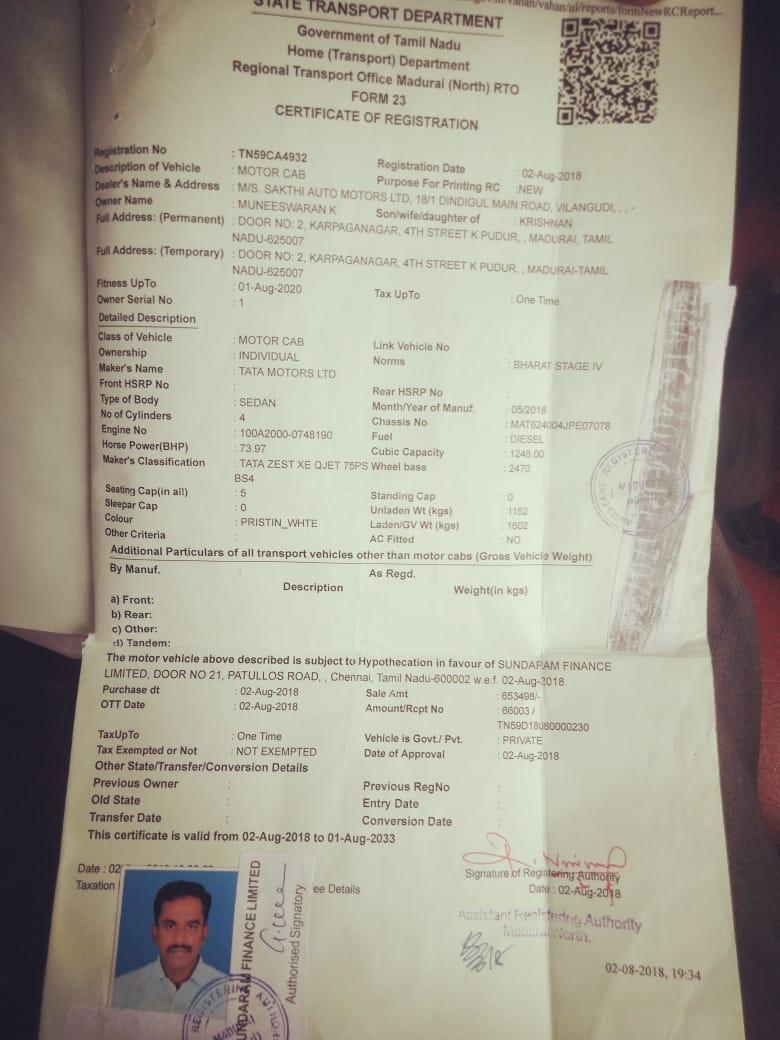 STATE TRANSPORT DEPARTMENT
vahan/vahan/ui/reports/formNewRCReport...
Government of Tamil Nadu
Home (Transport) Department
Regional Transport Office Madurai (North) RTO
FORM 23
CERTIFICATE OF REGISTRATION
Registration No : TN59CA4932 Registration Date : 02-Aug-2018
Description of Vehicle : MOTOR CAB Purpose For Printing RC :NEW
Dealer's Name & Address : M/S. SAKTHI AUTO MOTORS LTD, 18/1 DINDIGUL MAIN ROAD, VILANGUDI, , , -
Owner Name : MUNEESWARAN K Son/wife/daughter of : KRISHNAN
Full Address: (Permanent) : DOOR NO: 2, KARPAGANAGAR, 4TH STREET K PUDUR, , MADURAI, TAMIL
NADU-625007
Full Address: (Temporary) : DOOR NO: 2, KARPAGANAGAR, 4TH STREET K PUDUR, , MADURAI-TAMIL
NADU-625007
Fitness UpTo : 01-Aug-2020 Tax UpTo : One Time
Owner Serial No : 1
Detailed Description
Class of Vehicle : MOTOR CAB Link Vehicle No :
Ownership : INDIVIDUAL Norms : BHARAT STAGE IV
Maker's Name : TATA MOTORS LTD
Front HSRP No : Rear HSRP No :
Type of Body : SEDAN Month/Year of Manuf. : 05/2018
No of Cylinders : 4 Chassis No : MAT624004JPE07078
Engine No : 100A2000-0748190 Fuel : DIESEL
Horse Power(BHP) : 73.97 Cubic Capacity : 1248.00
Maker's Classification : TATA ZEST XE QJET 75PS Wheel base : 2470
BS4
Seating Cap(in all) : 5 Standing Cap : 0
Sleepar Cap : 0 Unladen Wt (kgs) : 1152
Colour : PRISTIN_WHTE Laden/GV Wt (kgs) : 1602
Other Criteria : AC Fitted : NO
Additional Particulars of all transport vehicles other than motor cabs (Gross Vehicle Weight)
By Manuf. : As Regd. :
Description Weight(in kgs)
a) Front:
b) Rear:
c) Other:
d) Tandem:
The motor vehicle above described is subject to Hypothecation in favour of SUNDARAM FINANCE
LIMITED, DOOR NO 21, PATULLOS ROAD, , Chennai, Tamil Nadu-600002 w.e.f. 02-Aug-2018.
Purchase dt : 02-Aug-2018 Sale Amt : 653498/-
OTT Date : 02-Aug-2018 Amount/Rcpt No : 66003 /
TN59D18080000230
TaxUpTo : One Time Vehicle is Govt./ Pvt. : PRIVATE
Tax Exempted or Not : NOT EXEMPTED Date of Approval : 02-Aug-2018
Other State/Transfer/Conversion Details
Previous Owner : Previous RegNo :
Old State : Entry Date :
Transfer Date : Conversion Date :
This certificate is valid from 02-Aug-2018 to 01-Aug-2033
Date : 02
Signature of Registering Authority
Taxation ee Details
Date : 02-Aug-2018
Assistant Registering Authority
Madurai North.
02-08-2018, 19:34
SUNDARAM FINANCE LIMITED
Authorised Signatory
REGISTERING AUTHO
MADURAI
ASSISTANT REGISTERING